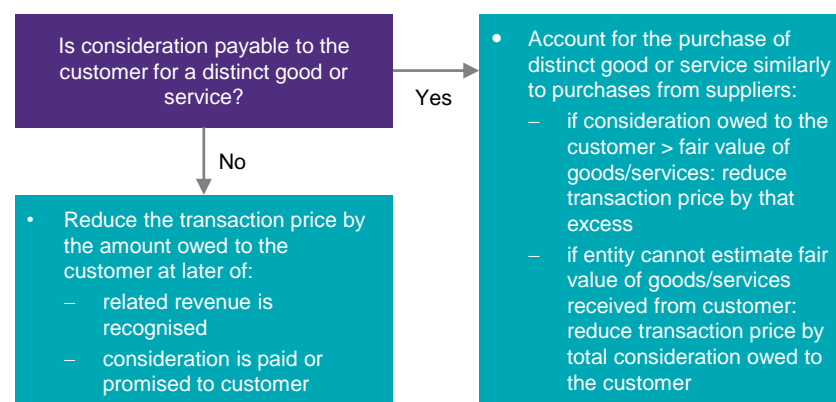 Is consideration payable to the
customer for a distinct good or
service?
Yes
No
• Account for the purchase of
distinct good or service similarly
to purchases from suppliers:
– if consideration owed to the
customer > fair value of
goods/services: reduce
transaction price by that
excess
– if entity cannot estimate fair
value of goods/services
received from customer:
reduce transaction price by
total consideration owed to
the customer
• Reduce the transaction price by
the amount owed to the
customer at later of:
– related revenue is
recognised
– consideration is paid or
promised to customer